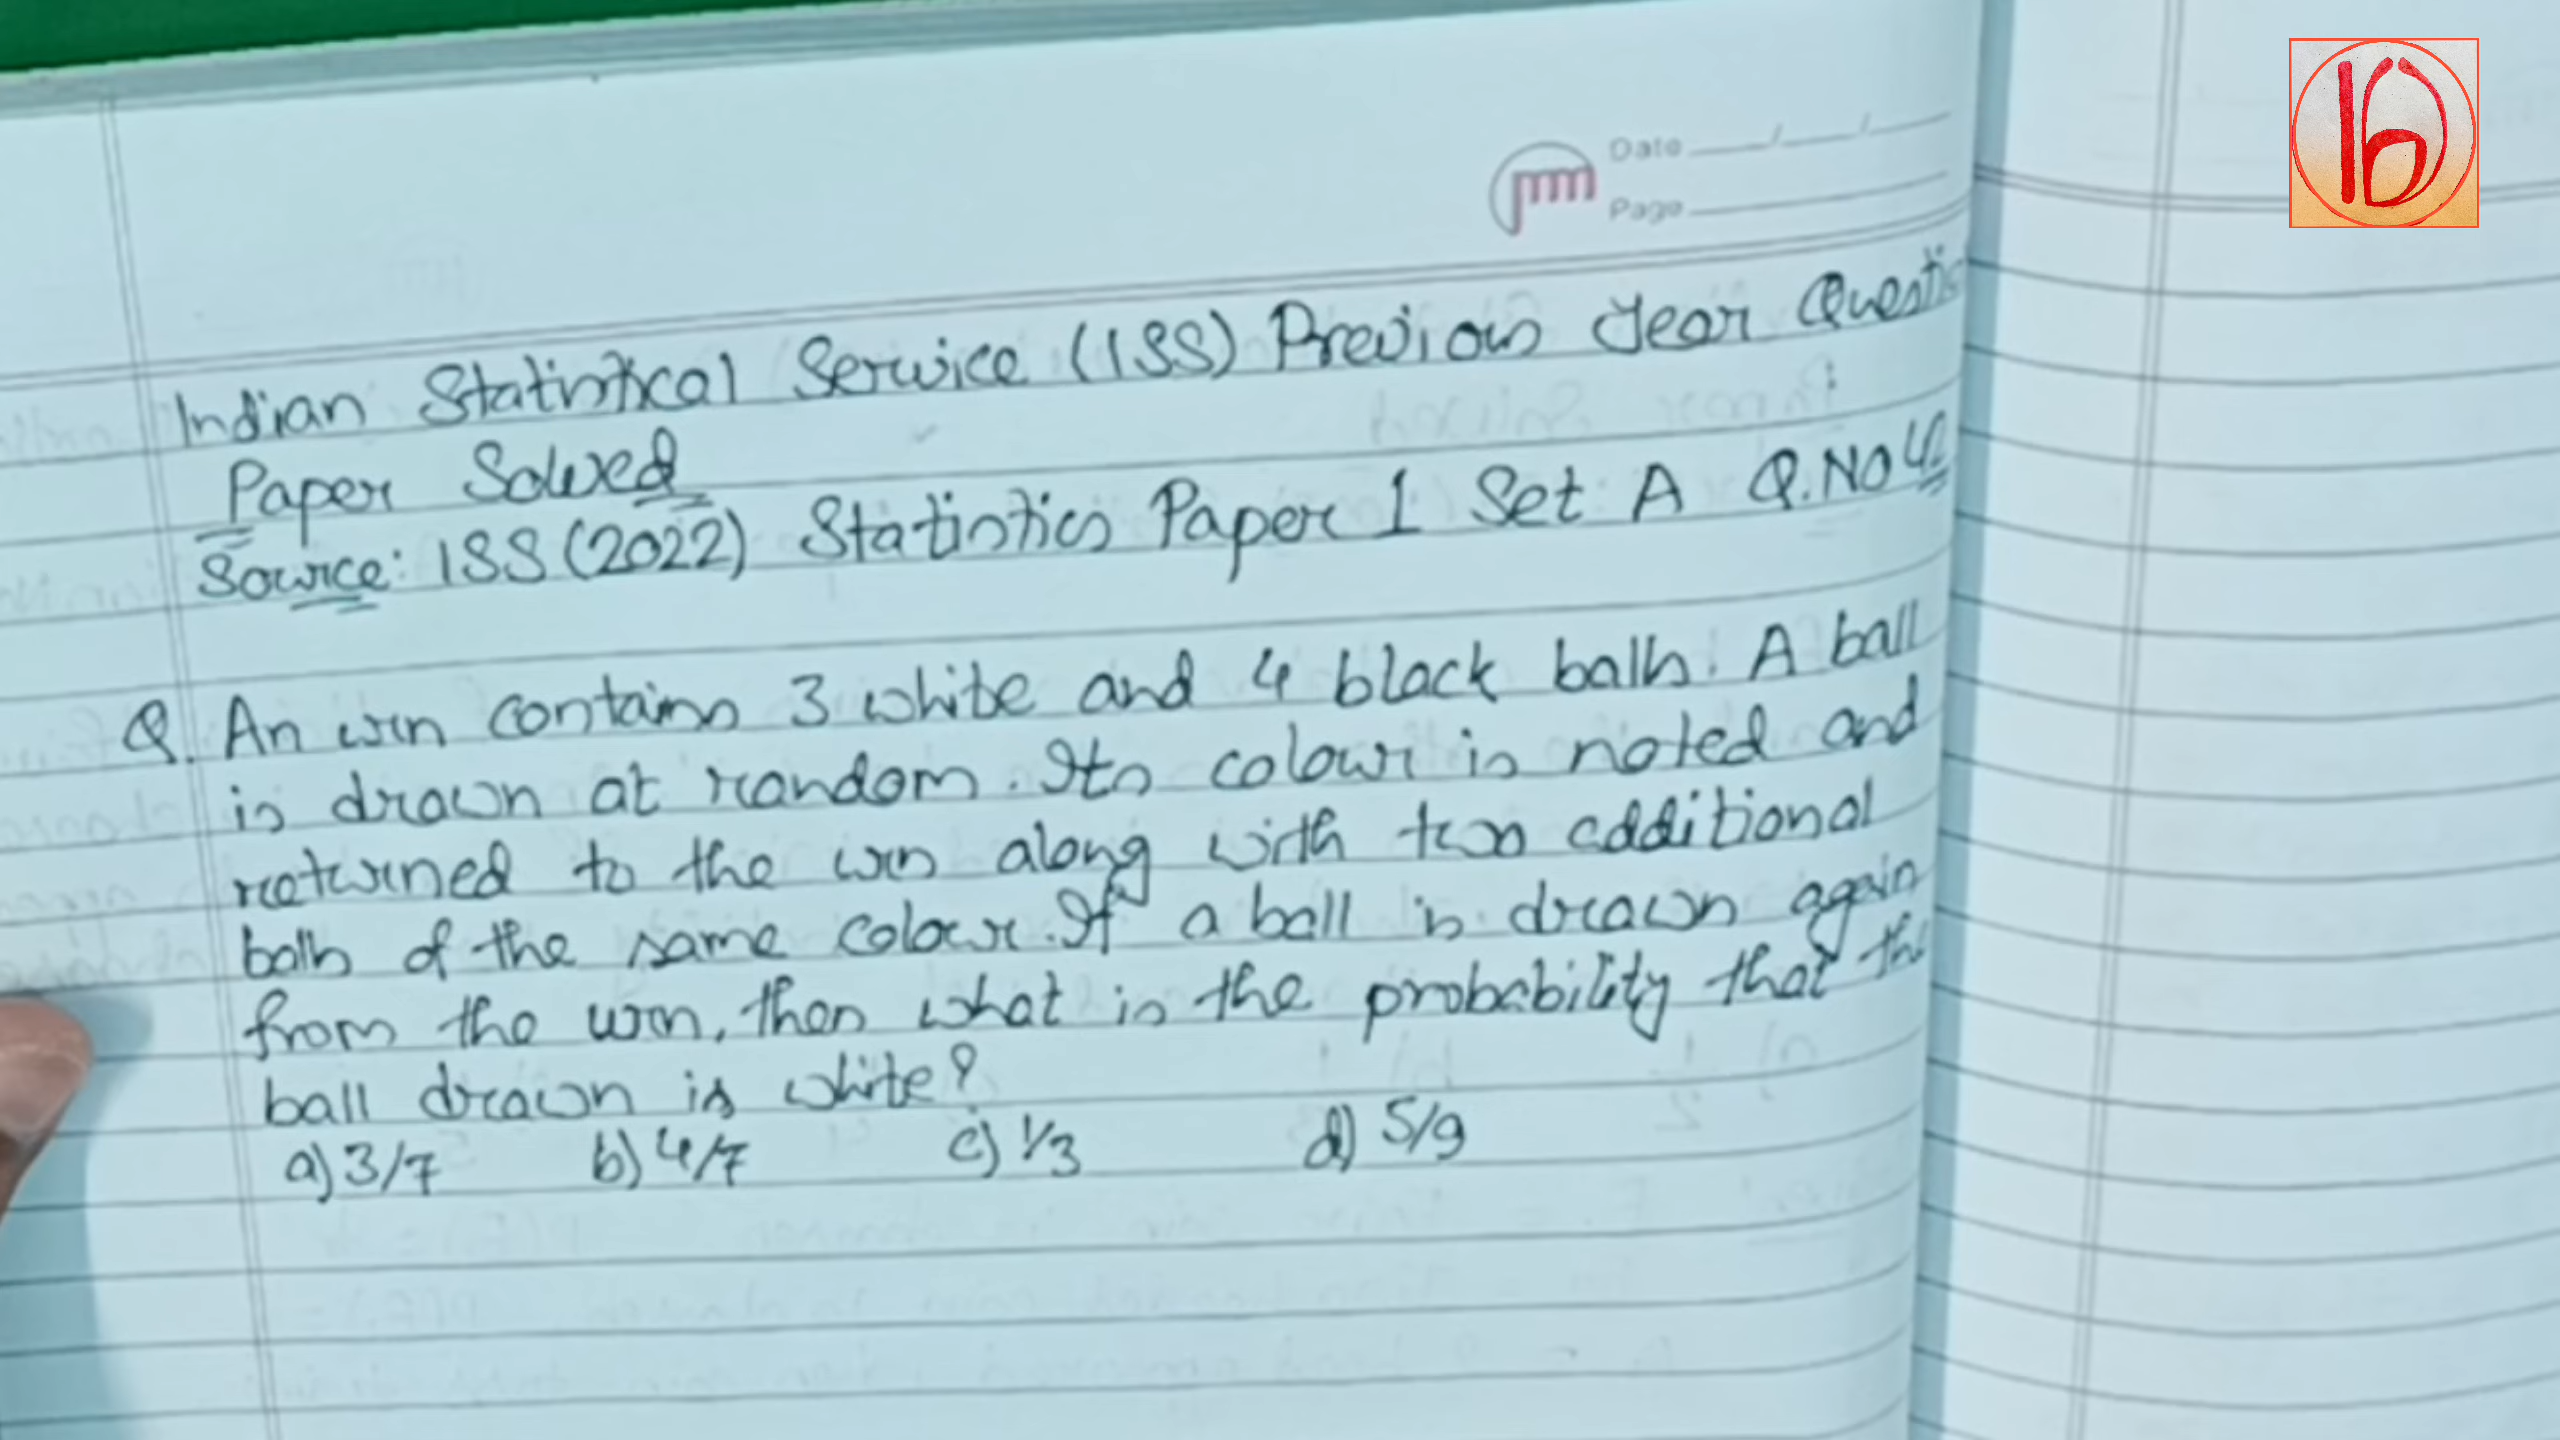 Date
Page
Indian Statistical Service (ISS) Previous Year
Paper Solved
Source: ISS (2022) Statistics Paper 1 Set A Q.No
Q. An urn contains 3 white and 4 black balls. A ball
is drawn at random. Its colour is noted and
returned to the urn along with two additional
balls of the same colour. If a ball is drawn again
from the urn, then what is the probability that the
ball drawn is white?
a) 3/7 b) 4/7 c) 1/3 d) 5/9